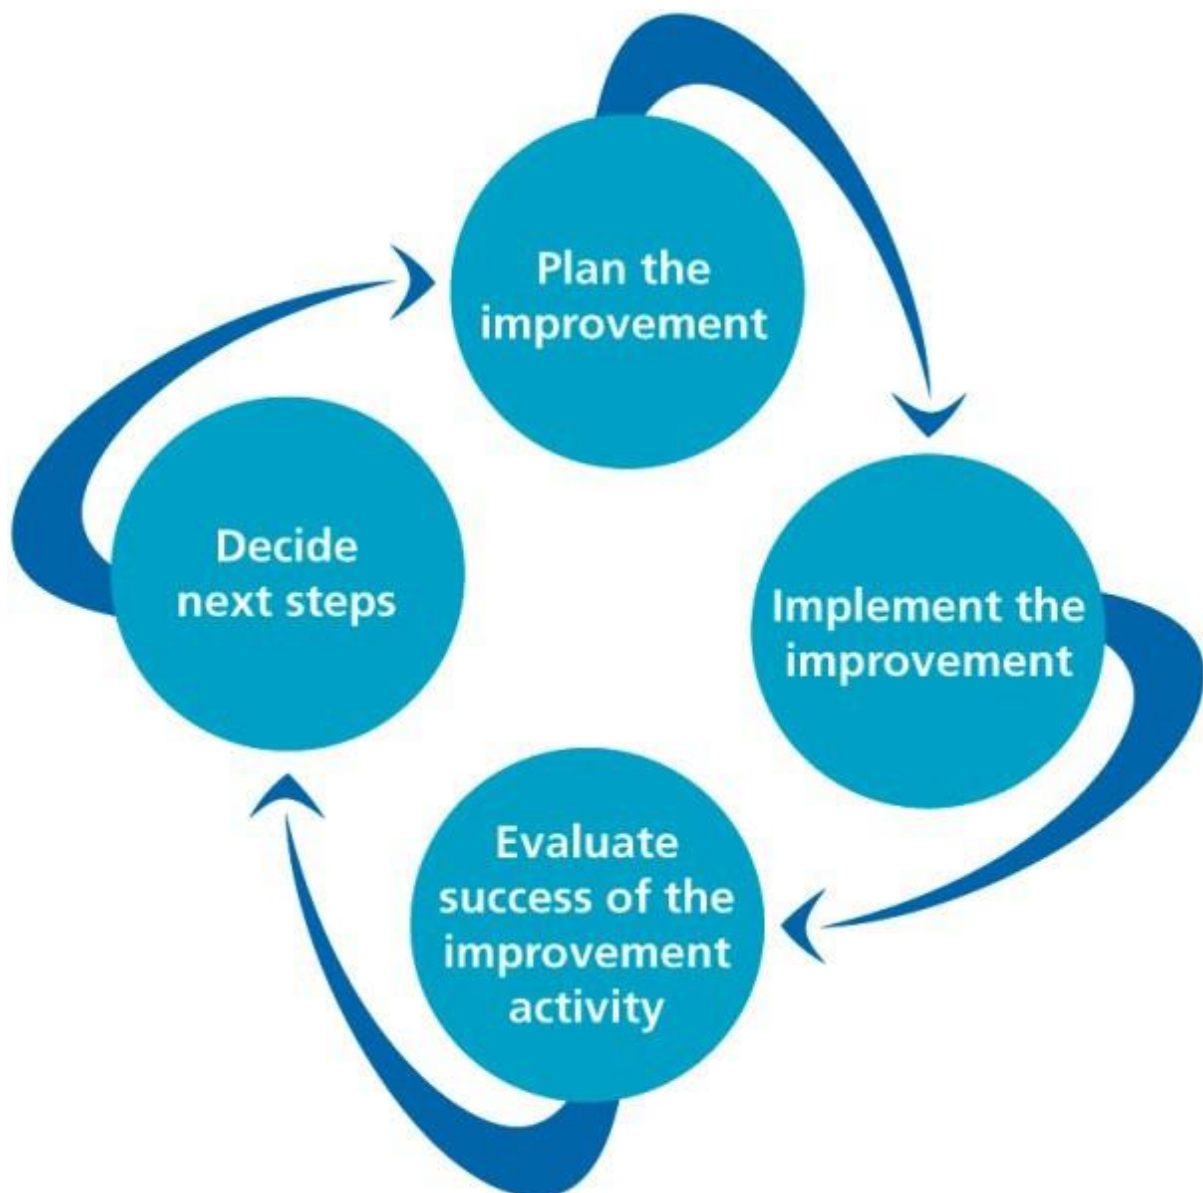 Plan the
improvement
Implement the
improvement
Evaluate
success of the
improvement
activity
Decide
next steps